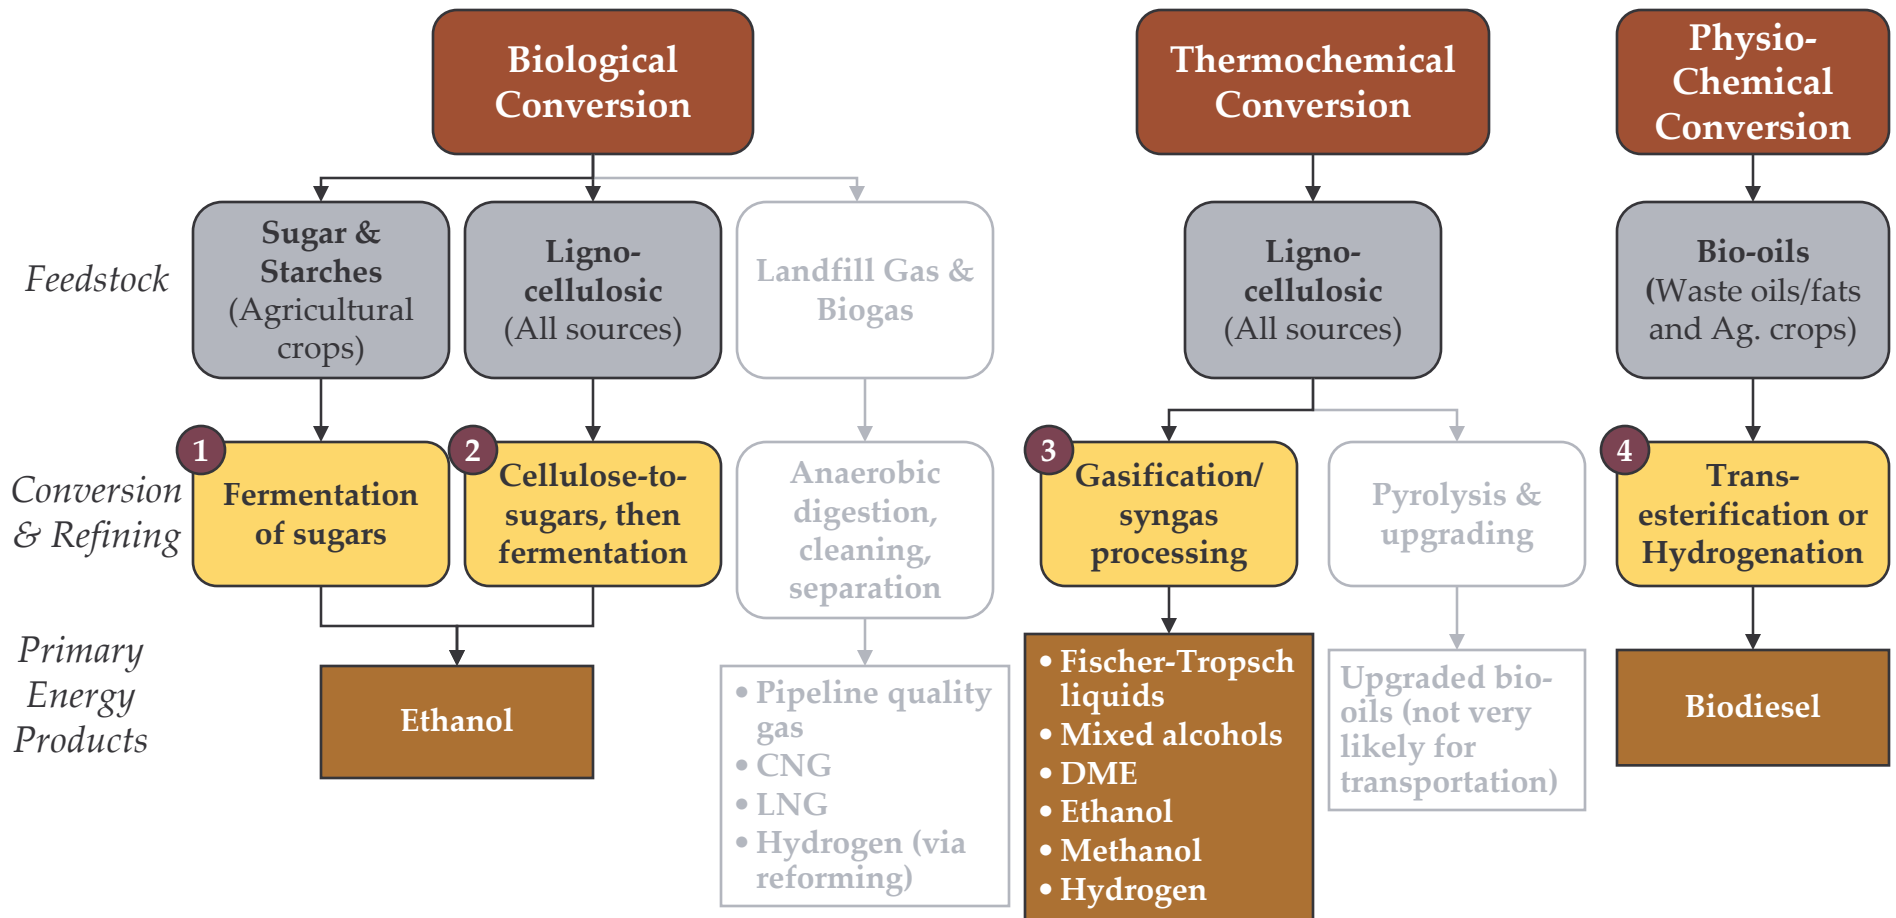 Biological
Conversion
Thermochemical
Conversion
Physio-
Chemical
Conversion
Feedstock
Sugar &
Starches
(Agricultural
crops)
Ligno-
cellulosic
(All sources)
Landfill Gas &
Biogas
Ligno-
cellulosic
(All sources)
Bio-oils
(Waste oils/fats
and Ag. crops)
Conversion
& Refining
1
Fermentation
of sugars
2
Cellulose-to-
sugars, then
fermentation
Anaerobic
digestion,
cleaning,
separation
3
Gasification/
syngas
processing
Pyrolysis &
upgrading
4
Trans-
esterification or
Hydrogenation
Primary
Energy
Products
Ethanol
• Pipeline quality
gas
• CNG
• LNG
• Hydrogen (via
reforming)
• Fischer-Tropsch
liquids
• Mixed alcohols
• DME
• Ethanol
• Methanol
• Hydrogen
Upgraded bio-
oils (not very
likely for
transportation)
Biodiesel